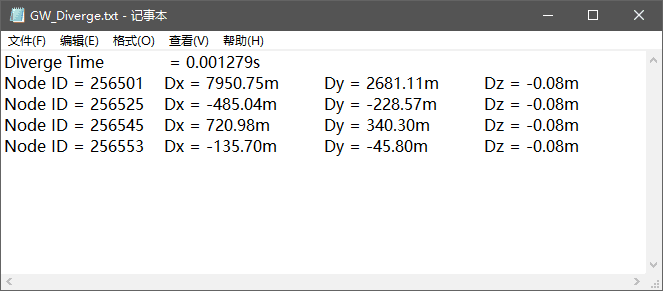 GW_Diverge.txt - 记事本
文件(F) 编辑(E) 格式(O) 查看(V) 帮助(H)
Diverge Time = 0.001279s
Node ID = 256501 Dx = 7950.75m Dy = 2681.11m Dz = -0.08m
Node ID = 256525 Dx = -485.04m Dy = -228.57m Dz = -0.08m
Node ID = 256545 Dx = 720.98m Dy = 340.30m Dz = -0.08m
Node ID = 256553 Dx = -135.70m Dy = -45.80m Dz = -0.08m